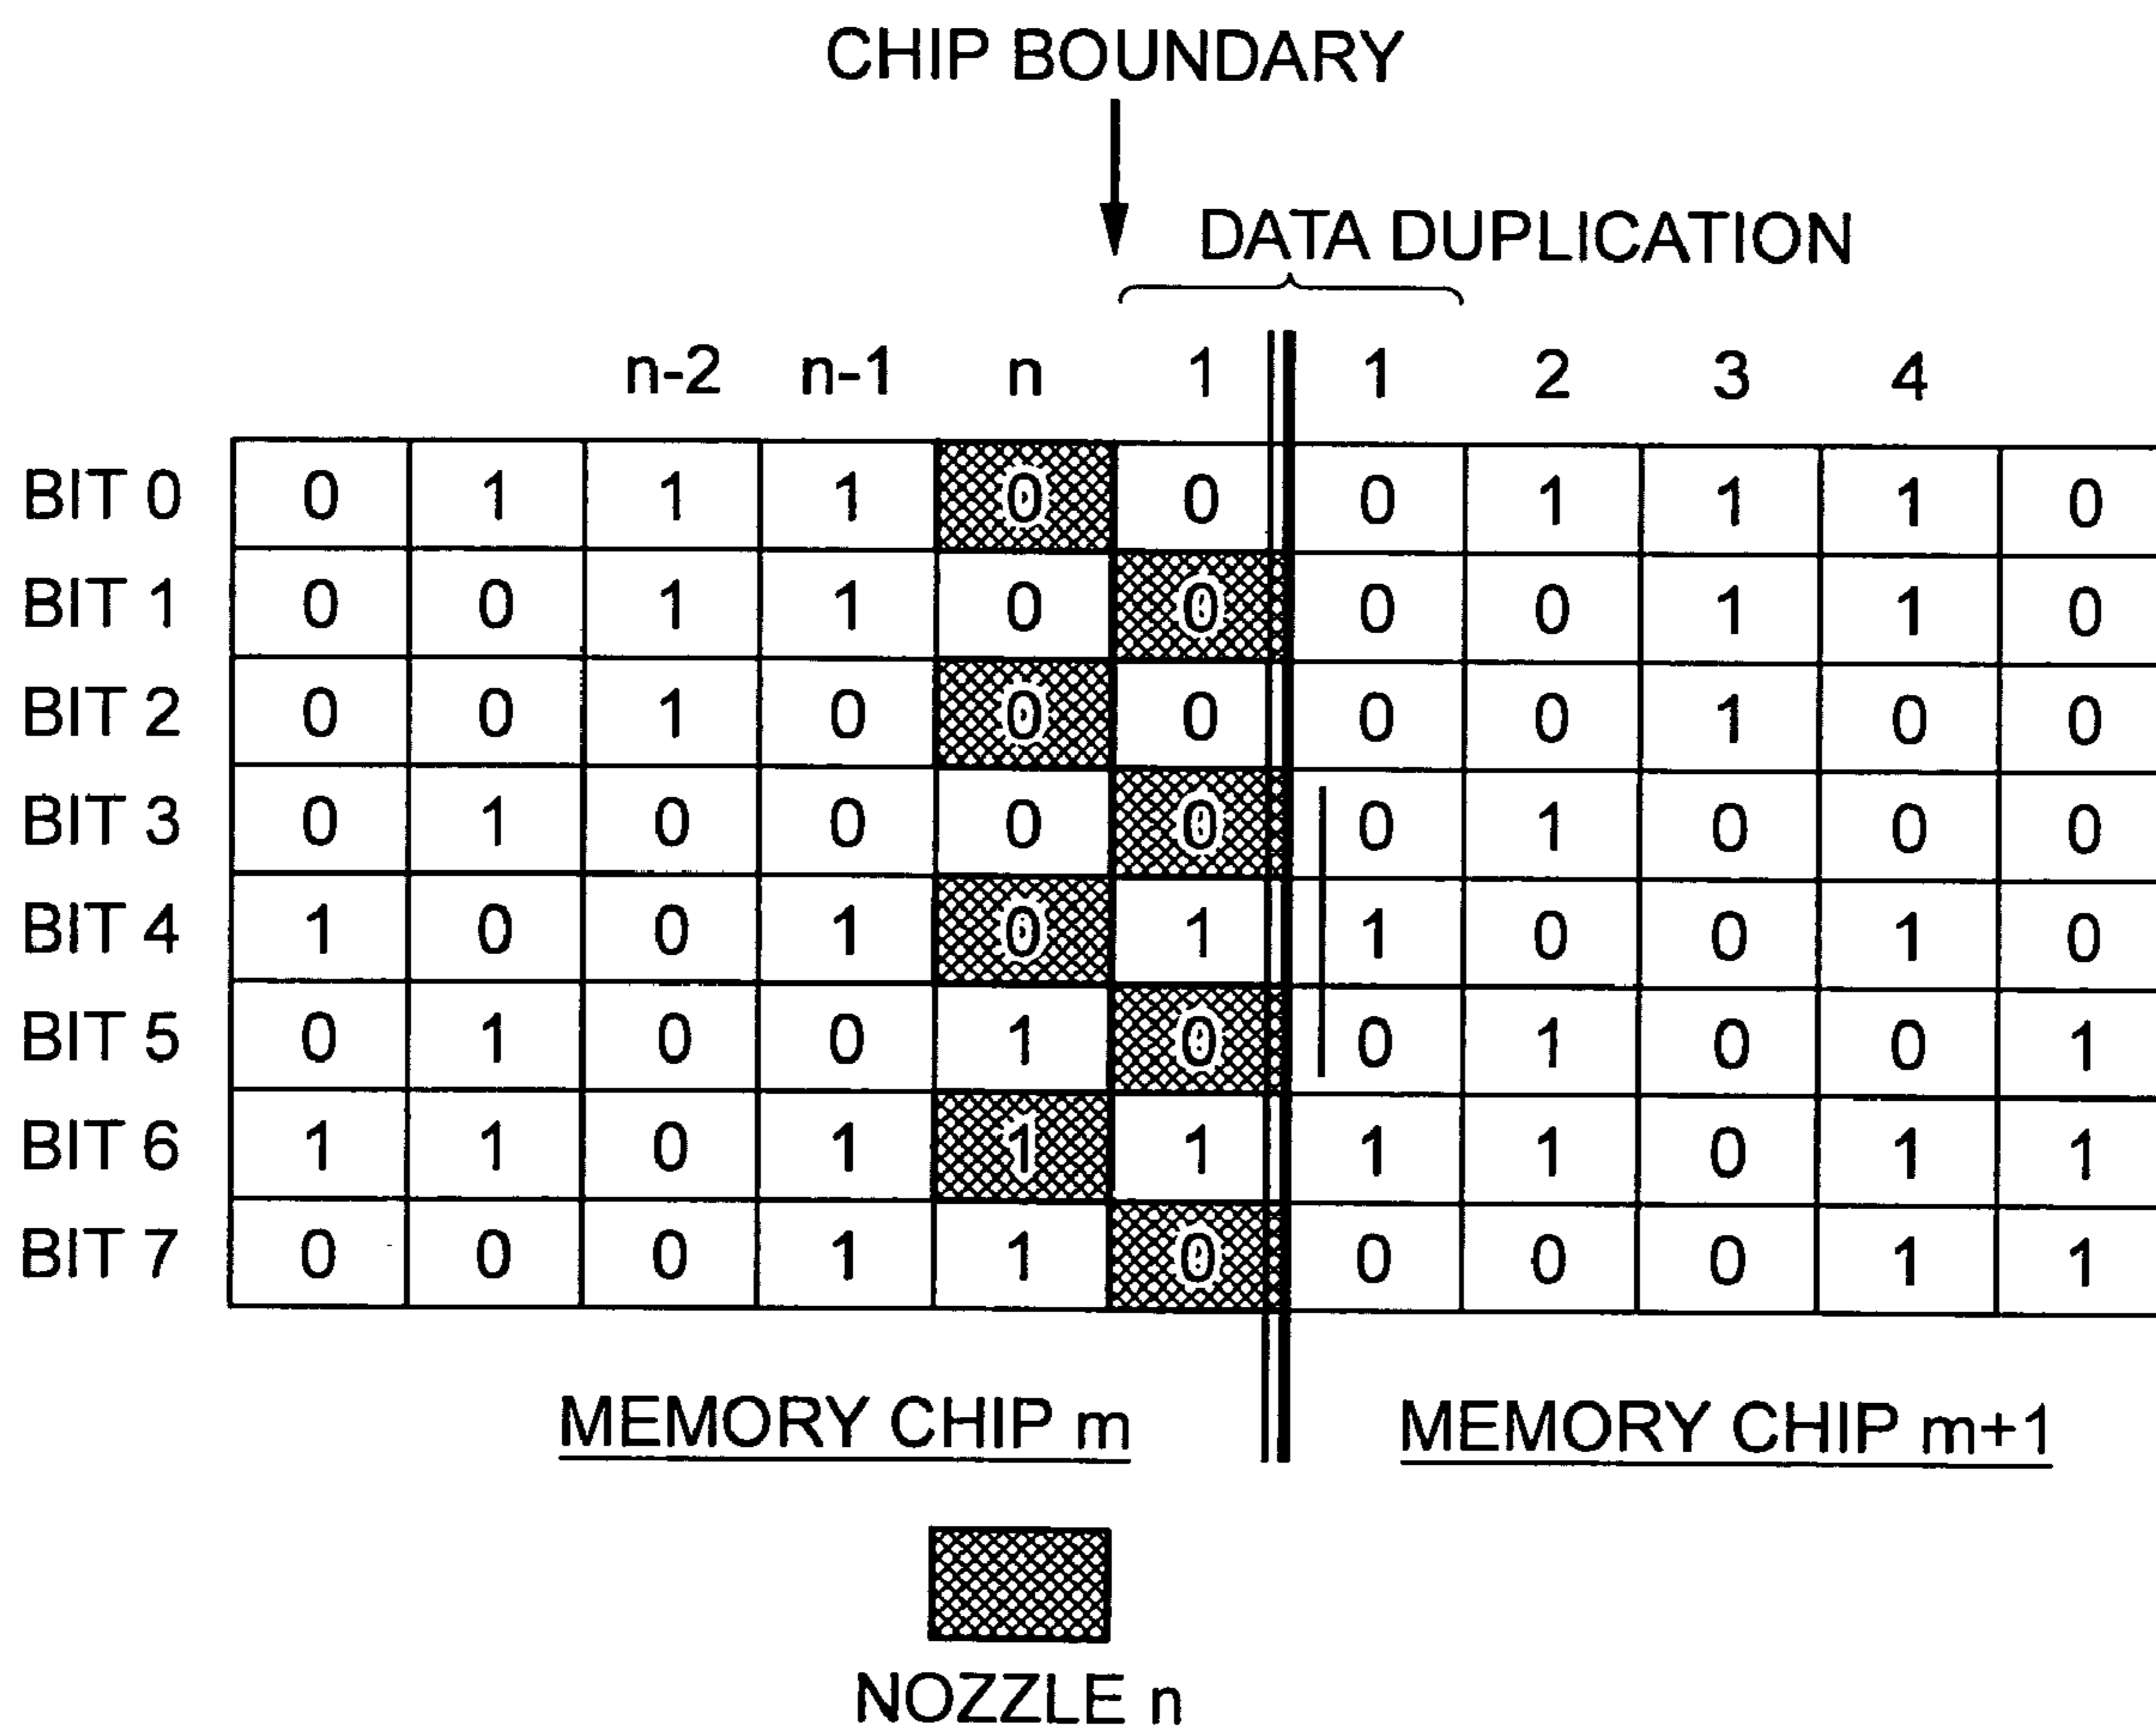 CHIP BOUNDARY
DATA DUPLICATION
n-2 n-1 n 1 1 2 3 4
BIT 0 0 1 1 1 0 0 0 1 1 1 0
BIT 1 0 0 1 1 0 0 0 0 1 1 0
BIT 2 0 0 1 0 0 0 0 0 1 0 0
BIT 3 0 1 0 0 0 0 0 1 0 0 0
BIT 4 1 0 0 1 0 1 1 0 0 1 0
BIT 5 0 1 0 0 1 0 0 1 0 0 1
BIT 6 1 1 0 1 1 1 1 1 0 1 1
BIT 7 0 0 0 1 1 0 0 0 0 1 1
MEMORY CHIP m MEMORY CHIP m+1
NOZZLE n